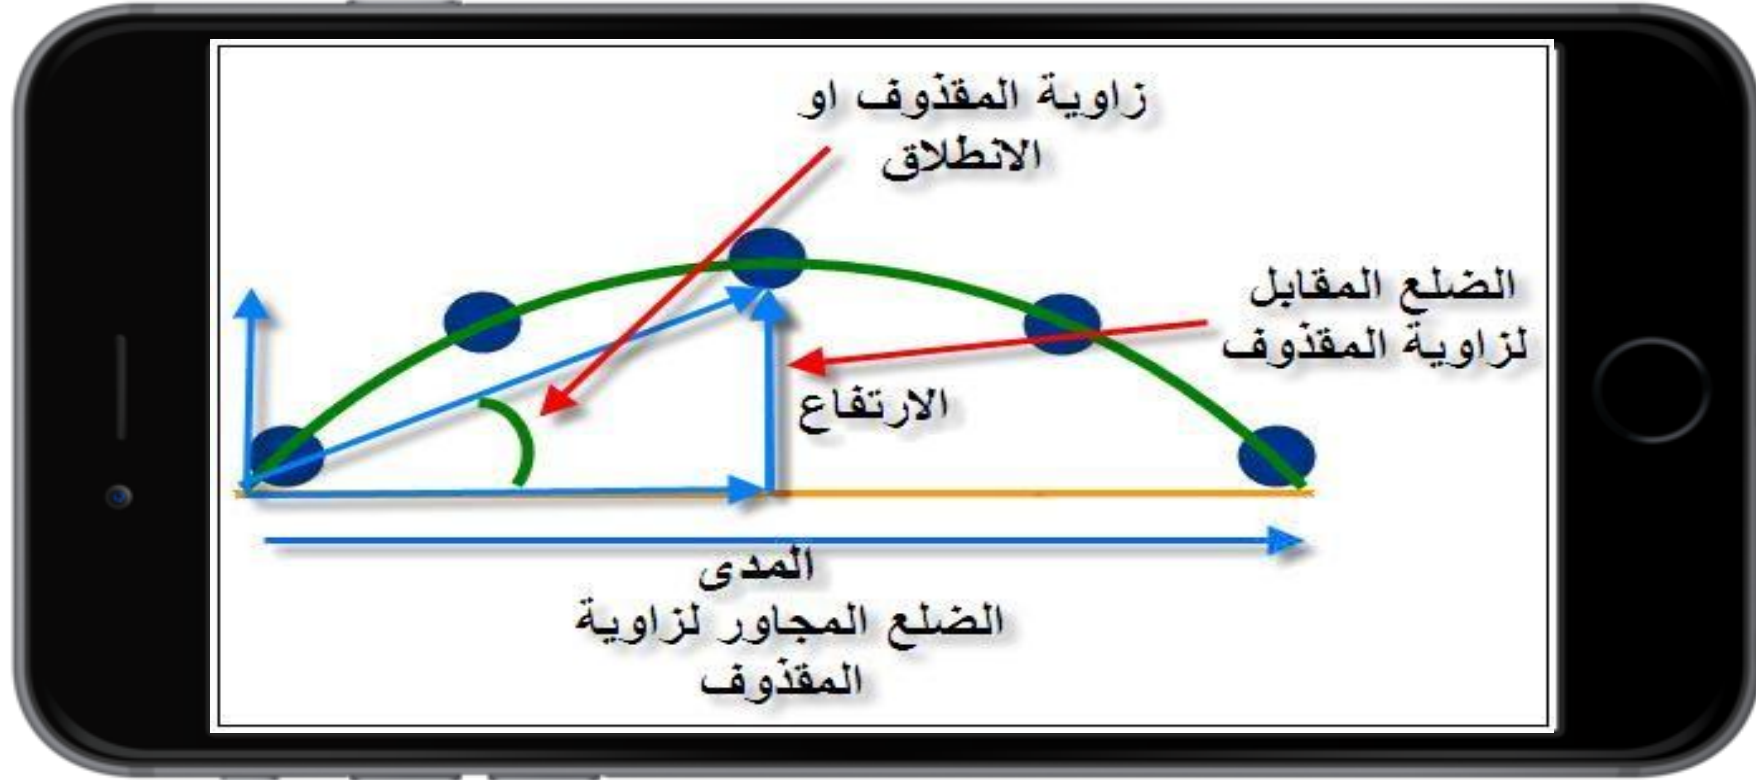 زاوية المقذوف او
الانطلاق
الضلع المقابل
لزاوية المقذوف
الارتفاع
المدى
الضلع المجاور لزاوية
المقذوف